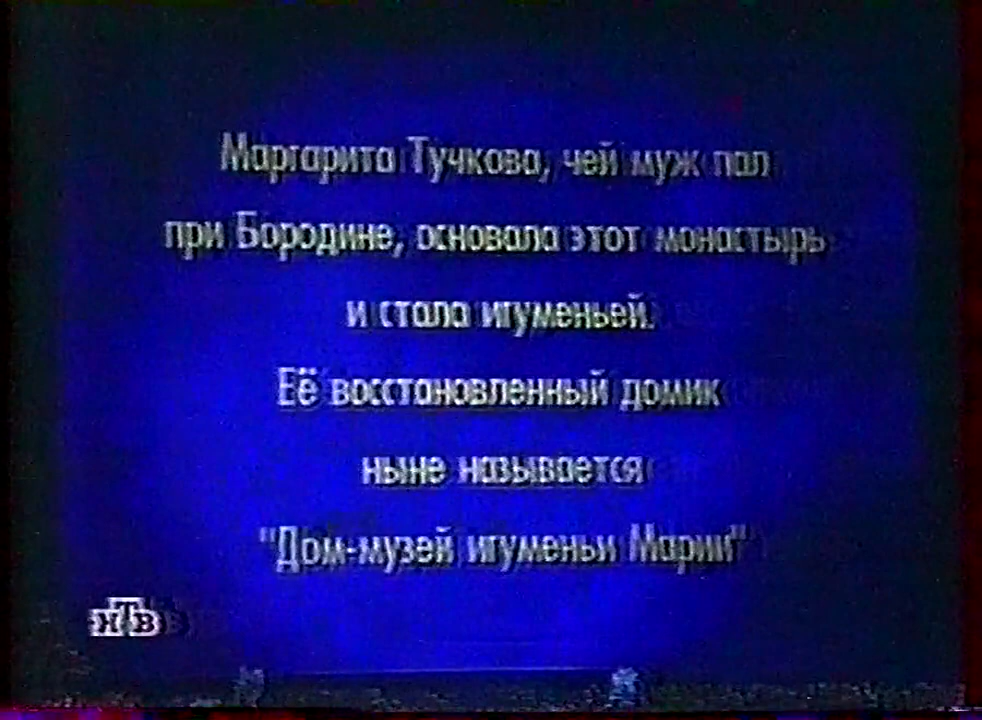 Маргарита Тучкова, чей муж пал
при Бородине, основала этот монастырь
и стала игуменьей.
Её восстановленный домик
ныне называется
"Дом-музей игуменьи Марии"
НТВ